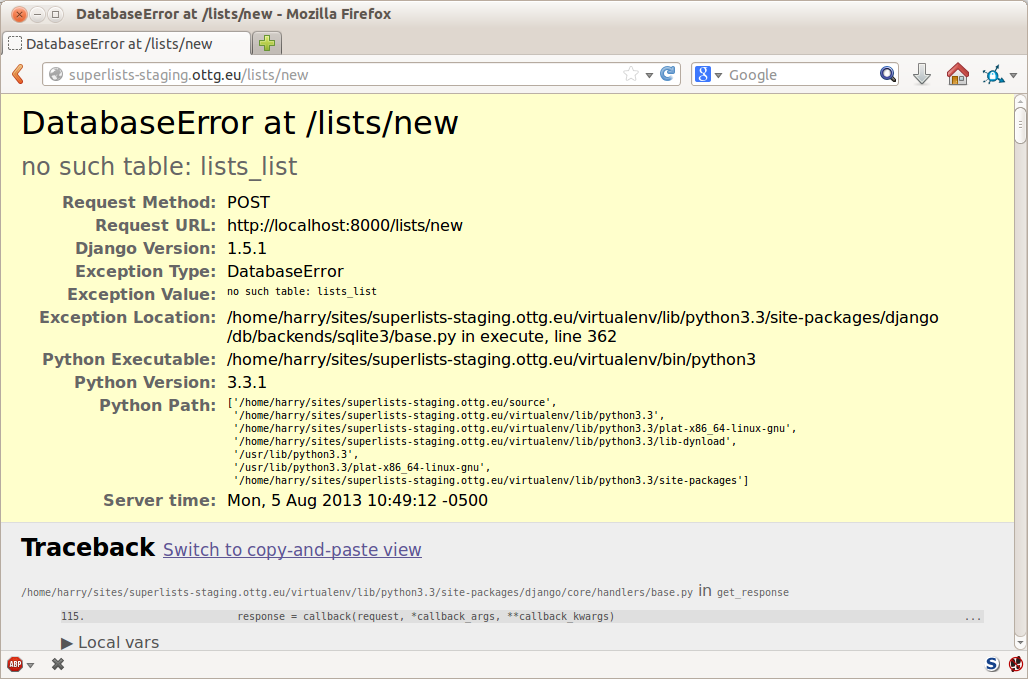 DatabaseError at /lists/new - Mozilla Firefox
DatabaseError at /lists/new
superlists-staging.ottg.eu/lists/new
8 Google
DatabaseError at /lists/new
no such table: lists_list
Request Method: POST
Request URL: http://localhost:8000/lists/new
Django Version: 1.5.1
Exception Type: DatabaseError
Exception Value: no such table: lists_list
Exception Location: /home/harry/sites/superlists-staging.ottg.eu/virtualenv/lib/python3.3/site-packages/django
/db/backends/sqlite3/base.py in execute, line 362
Python Executable: /home/harry/sites/superlists-staging.ottg.eu/virtualenv/bin/python3
Python Version: 3.3.1
Python Path: ['/home/harry/sites/superlists-staging.ottg.eu/source',
'/home/harry/sites/superlists-staging.ottg.eu/virtualenv/lib/python3.3',
'/home/harry/sites/superlists-staging.ottg.eu/virtualenv/lib/python3.3/plat-x86_64-linux-gnu',
'/home/harry/sites/superlists-staging.ottg.eu/virtualenv/lib/python3.3/lib-dynload',
'/usr/lib/python3.3',
'/usr/lib/python3.3/plat-x86_64-linux-gnu',
'/home/harry/sites/superlists-staging.ottg.eu/virtualenv/lib/python3.3/site-packages']
Server time: Mon, 5 Aug 2013 10:49:12 -0500
Traceback Switch to copy-and-paste view
/home/harry/sites/superlists-staging.ottg.eu/virtualenv/lib/python3.3/site-packages/django/core/handlers/base.py in get_response
115. response = callback(request, *callback_args, **callback_kwargs) ...
▶ Local vars
ABP
S